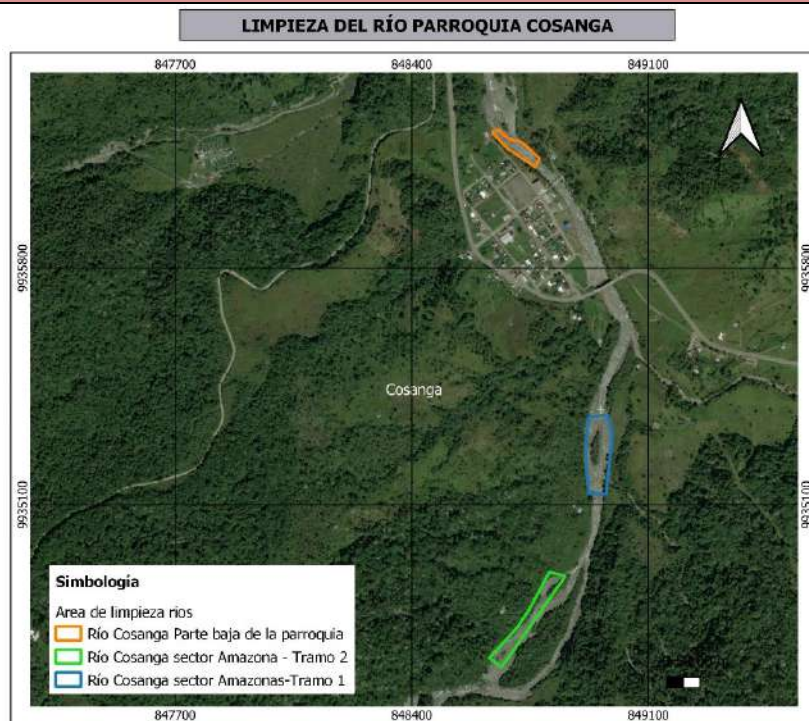 LIMPIEZA DEL RÍO PARROQUIA COSANGA
847700 848400 849100
9935800 9935800
Cosanga
9935100 9935100
Simbología
Area de limpieza rios
Río Cosanga Parte baja de la parroquia
Río Cosanga sector Amazona - Tramo 2
Río Cosanga sector Amazonas-Tramo 1
847700 848400 849100